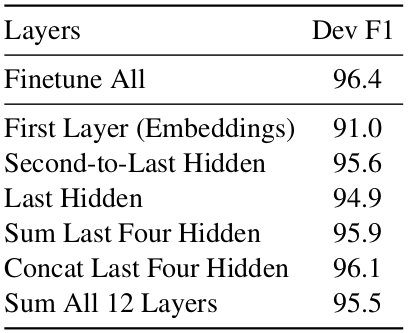 Layers Dev F1
Finetune All 96.4
First Layer (Embeddings) 91.0
Second-to-Last Hidden 95.6
Last Hidden 94.9
Sum Last Four Hidden 95.9
Concat Last Four Hidden 96.1
Sum All 12 Layers 95.5